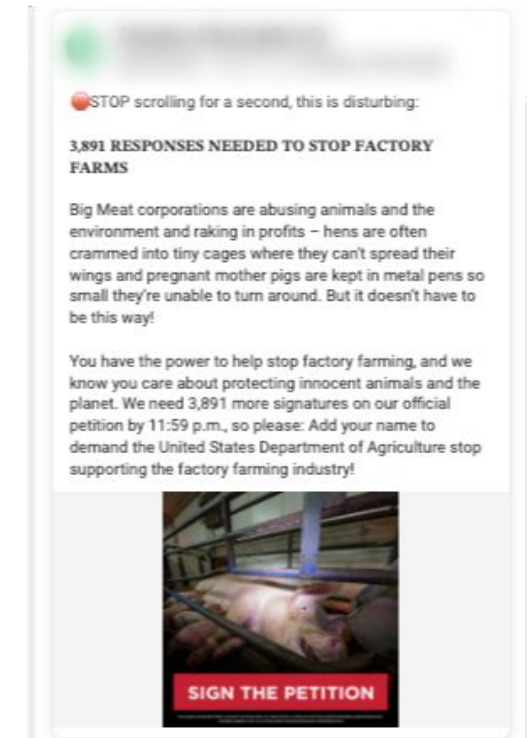 STOP scrolling for a second, this is disturbing:
3,891 RESPONSES NEEDED TO STOP FACTORY
FARMS
Big Meat corporations are abusing animals and the
environment and raking in profits – hens are often
crammed into tiny cages where they can't spread their
wings and pregnant mother pigs are kept in metal pens so
small they're unable to turn around. But it doesn't have to
be this way!
You have the power to help stop factory farming, and we
know you care about protecting innocent animals and the
planet. We need 3,891 more signatures on our official
petition by 11:59 p.m., so please: Add your name to
demand the United States Department of Agriculture stop
supporting the factory farming industry!
SIGN THE PETITION